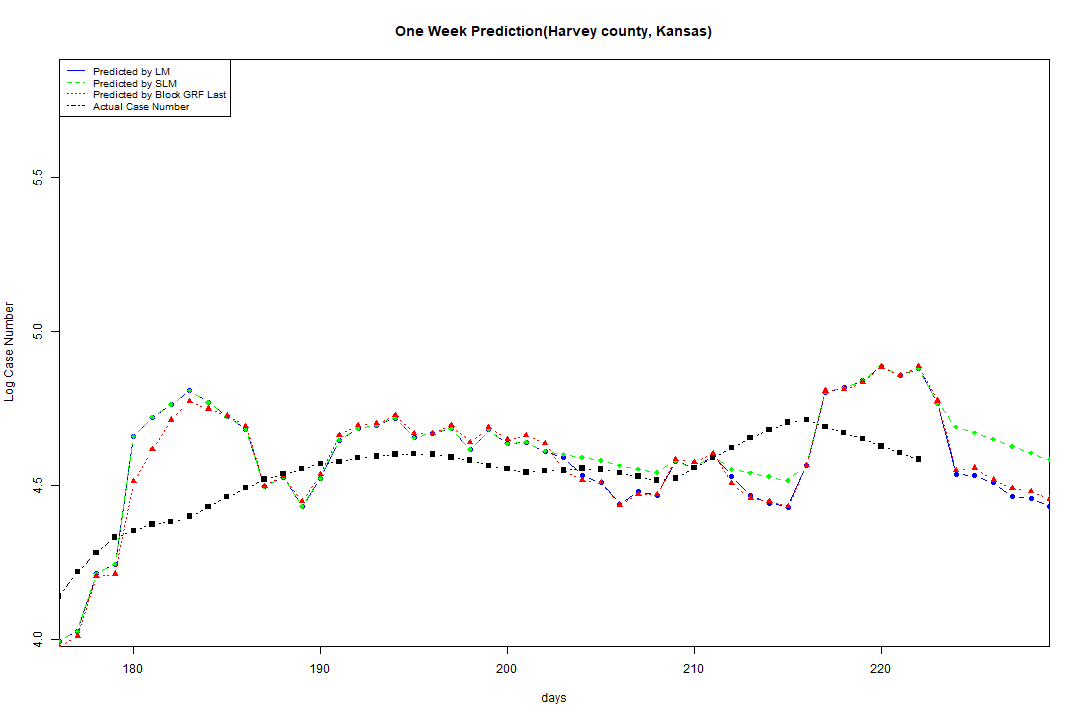 One Week Prediction(Harvey county, Kansas)
Predicted by LM
Predicted by SLM
Predicted by Block GRF Last
Actual Case Number
5.5
5.0
4.5
4.0
Log Case Number
180 190 200 210 220
days